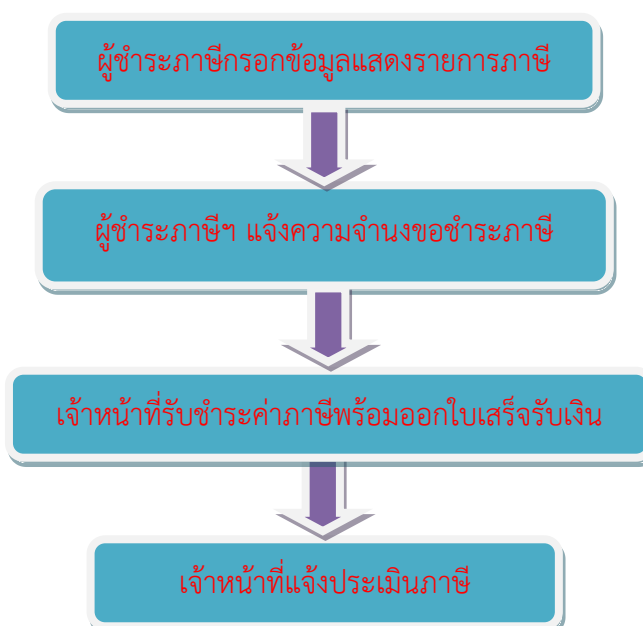 ผู้ชำระภาษีกรอกข้อมูลแสดงรายการภาษี
ผู้ชำระภาษีฯ แจ้งความจำนงขอชำระภาษี
เจ้าหน้าที่รับชำระค่าภาษีพร้อมออกใบเสร็จรับเงิน
เจ้าหน้าที่แจ้งประเมินภาษี